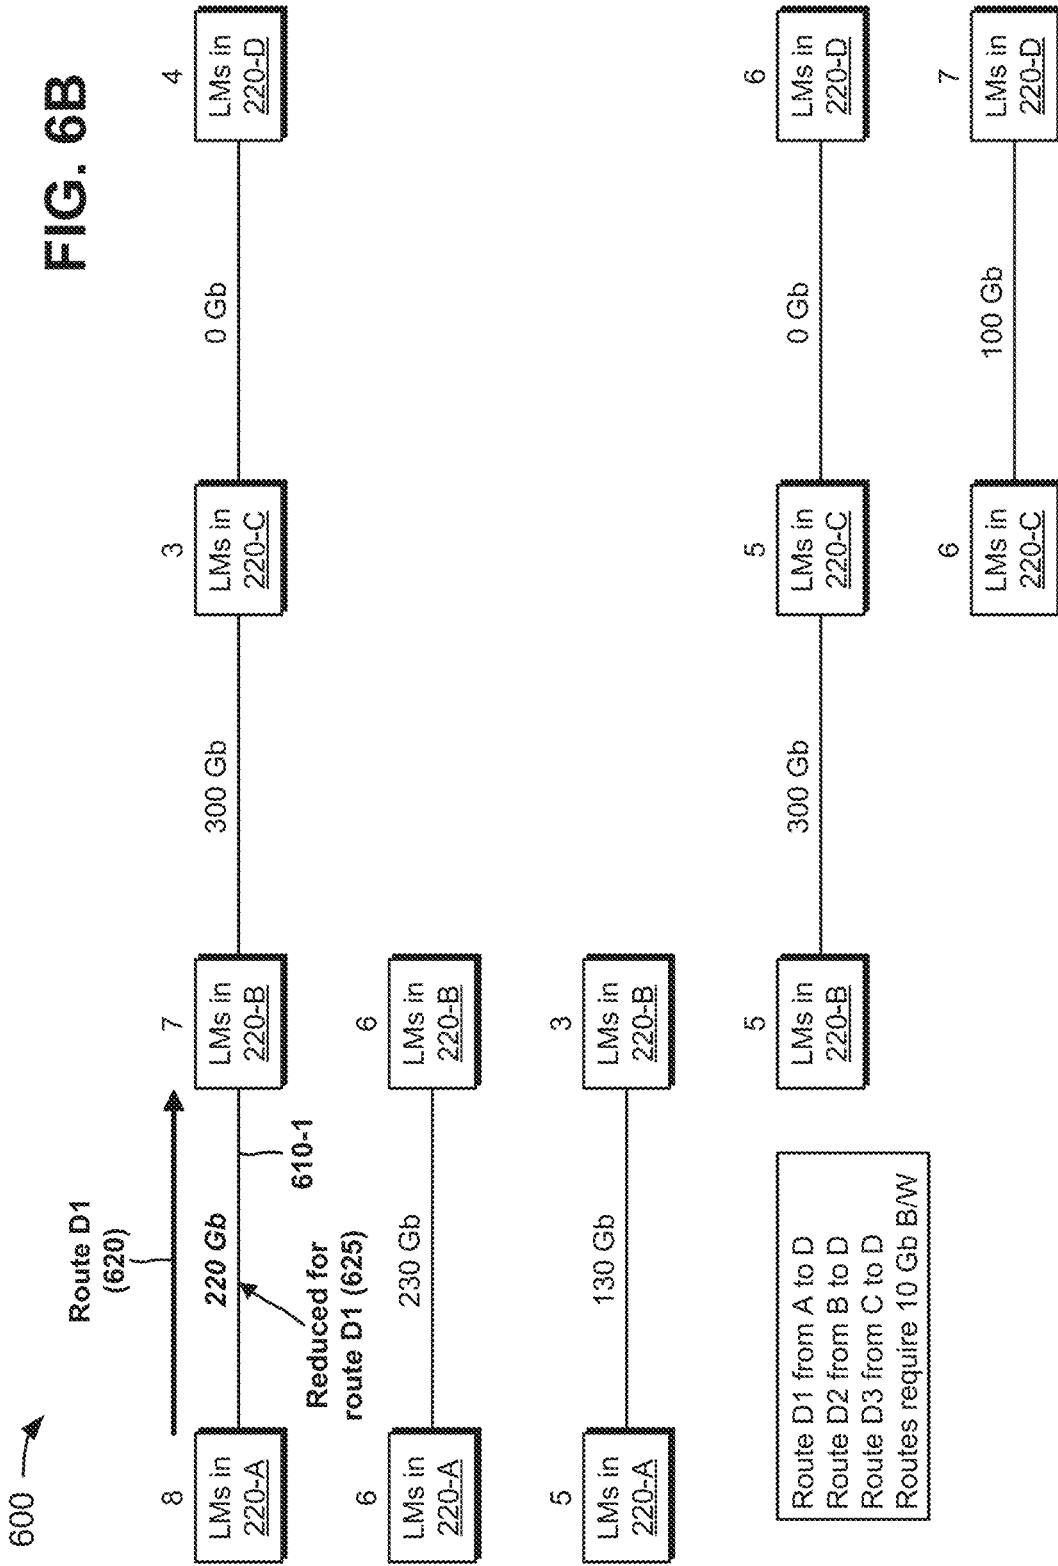 600
FIG. 6B
Route D1
(620)
8
7
3
4
LMs in
220-A
220 Gb
LMs in
220-B
300 Gb
LMs in
220-C
0 Gb
LMs in
220-D
610-1
Reduced for
route D1 (625)
6
6
LMs in
220-A
230 Gb
LMs in
220-B
5
3
LMs in
220-A
130 Gb
LMs in
220-B
5
5
6
LMs in
220-B
300 Gb
LMs in
220-C
0 Gb
LMs in
220-D
6
7
LMs in
220-C
100 Gb
LMs in
220-D
Route D1 from A to D
Route D2 from B to D
Route D3 from C to D
Routes require 10 Gb B/W